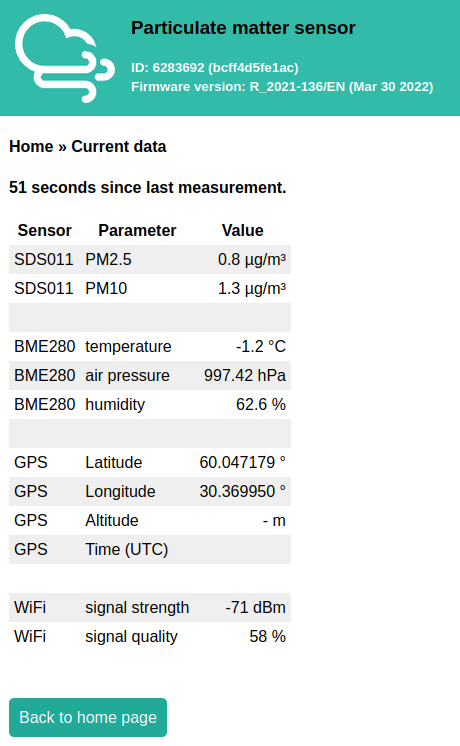 Particulate matter sensor
ID: 6283692 (bcff4d5fe1ac)
Firmware version: R_2021-136/EN (Mar 30 2022)
Home » Current data
51 seconds since last measurement.
Sensor Parameter Value
SDS011 PM2.5 0.8 µg/m³
SDS011 PM10 1.3 µg/m³
BME280 temperature -1.2 °C
BME280 air pressure 997.42 hPa
BME280 humidity 62.6 %
GPS Latitude 60.047179 °
GPS Longitude 30.369950 °
GPS Altitude - m
GPS Time (UTC)
WiFi signal strength -71 dBm
WiFi signal quality 58 %
Back to home page